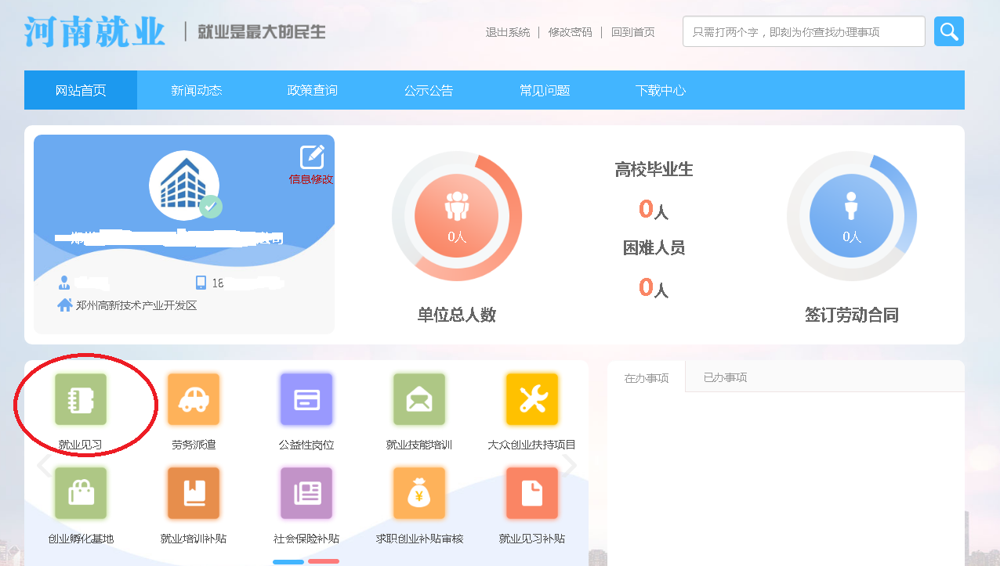 河南就业 就业是最大的民生
退出系统 | 修改密码 | 回到首页
只需打两个字，即刻为你查找办理事项
网站首页 新闻动态 政策查询 公示公告 常见问题 下载中心
信息修改
公司
18
郑州高新技术产业开发区
0人
单位总人数
高校毕业生
0人
困难人员
0人
0人
签订劳动合同
就业见习 劳务派遣 公益性岗位 就业技能培训 大众创业扶持项目
创业孵化基地 就业培训补贴 社会保险补贴 求职创业补贴审核 就业见习补贴
在办事项 已办事项